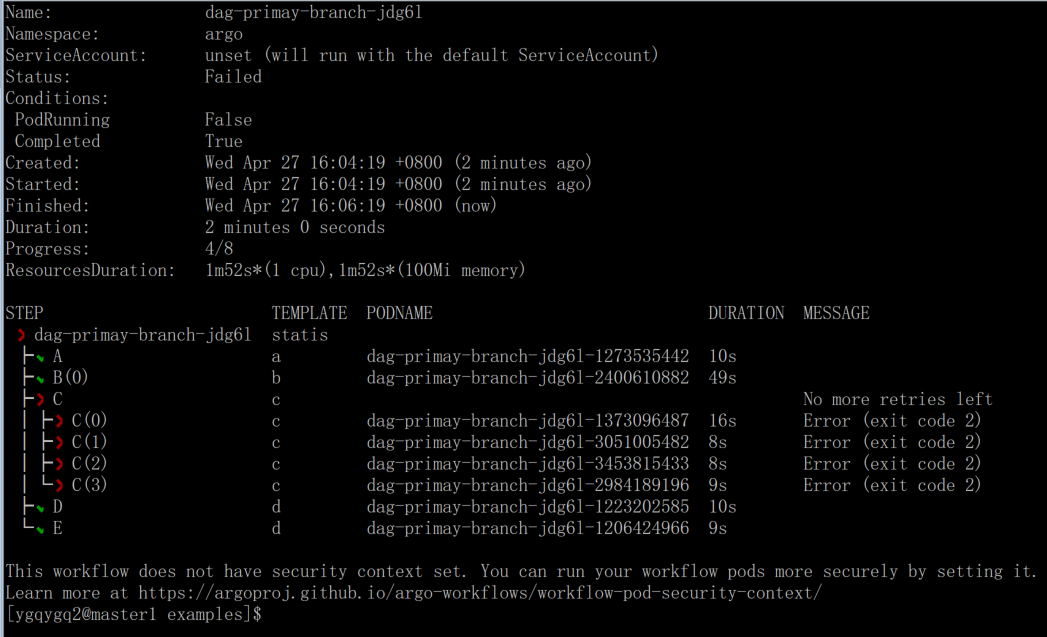 Name: dag-primay-branch-jdg6l
Namespace: argo
ServiceAccount: unset (will run with the default ServiceAccount)
Status: Failed
Conditions:
PodRunning False
Completed True
Created: Wed Apr 27 16:04:19 +0800 (2 minutes ago)
Started: Wed Apr 27 16:04:19 +0800 (2 minutes ago)
Finished: Wed Apr 27 16:06:19 +0800 (now)
Duration: 2 minutes 0 seconds
Progress: 4/8
ResourcesDuration: 1m52s*(1 cpu),1m52s*(100Mi memory)
STEP TEMPLATE PODNAME DURATION MESSAGE
dag-primay-branch-jdg6l statis
A a dag-primay-branch-jdg6l-1273535442 10s
B(0) b dag-primay-branch-jdg6l-2400610882 49s
C c No more retries left
C(0) c dag-primay-branch-jdg6l-1373096487 16s Error (exit code 2)
C(1) c dag-primay-branch-jdg6l-3051005482 8s Error (exit code 2)
C(2) c dag-primay-branch-jdg6l-3453815433 8s Error (exit code 2)
C(3) c dag-primay-branch-jdg6l-2984189196 9s Error (exit code 2)
D d dag-primay-branch-jdg6l-1223202585 10s
E d dag-primay-branch-jdg6l-1206424966 9s
This workflow does not have security context set. You can run your workflow pods more securely by setting it.
Learn more at https://argoproj.github.io/argo-workflows/workflow-pod-security-context/
[ygqygq2@master1 examples]$